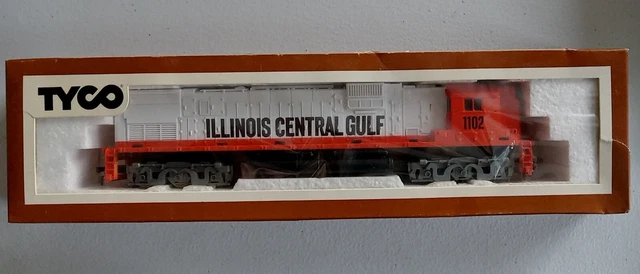 TYCO
ILLINOIS CENTRAL GULF
1102